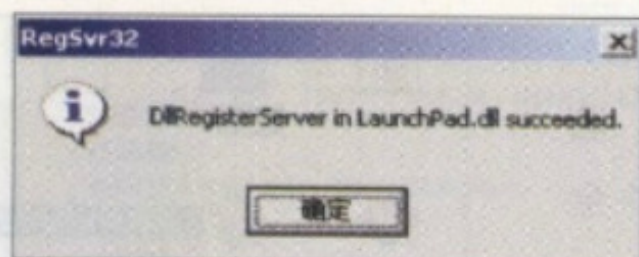 RegSvr32
DllRegisterServer in LaunchPad.dll succeeded.
确定